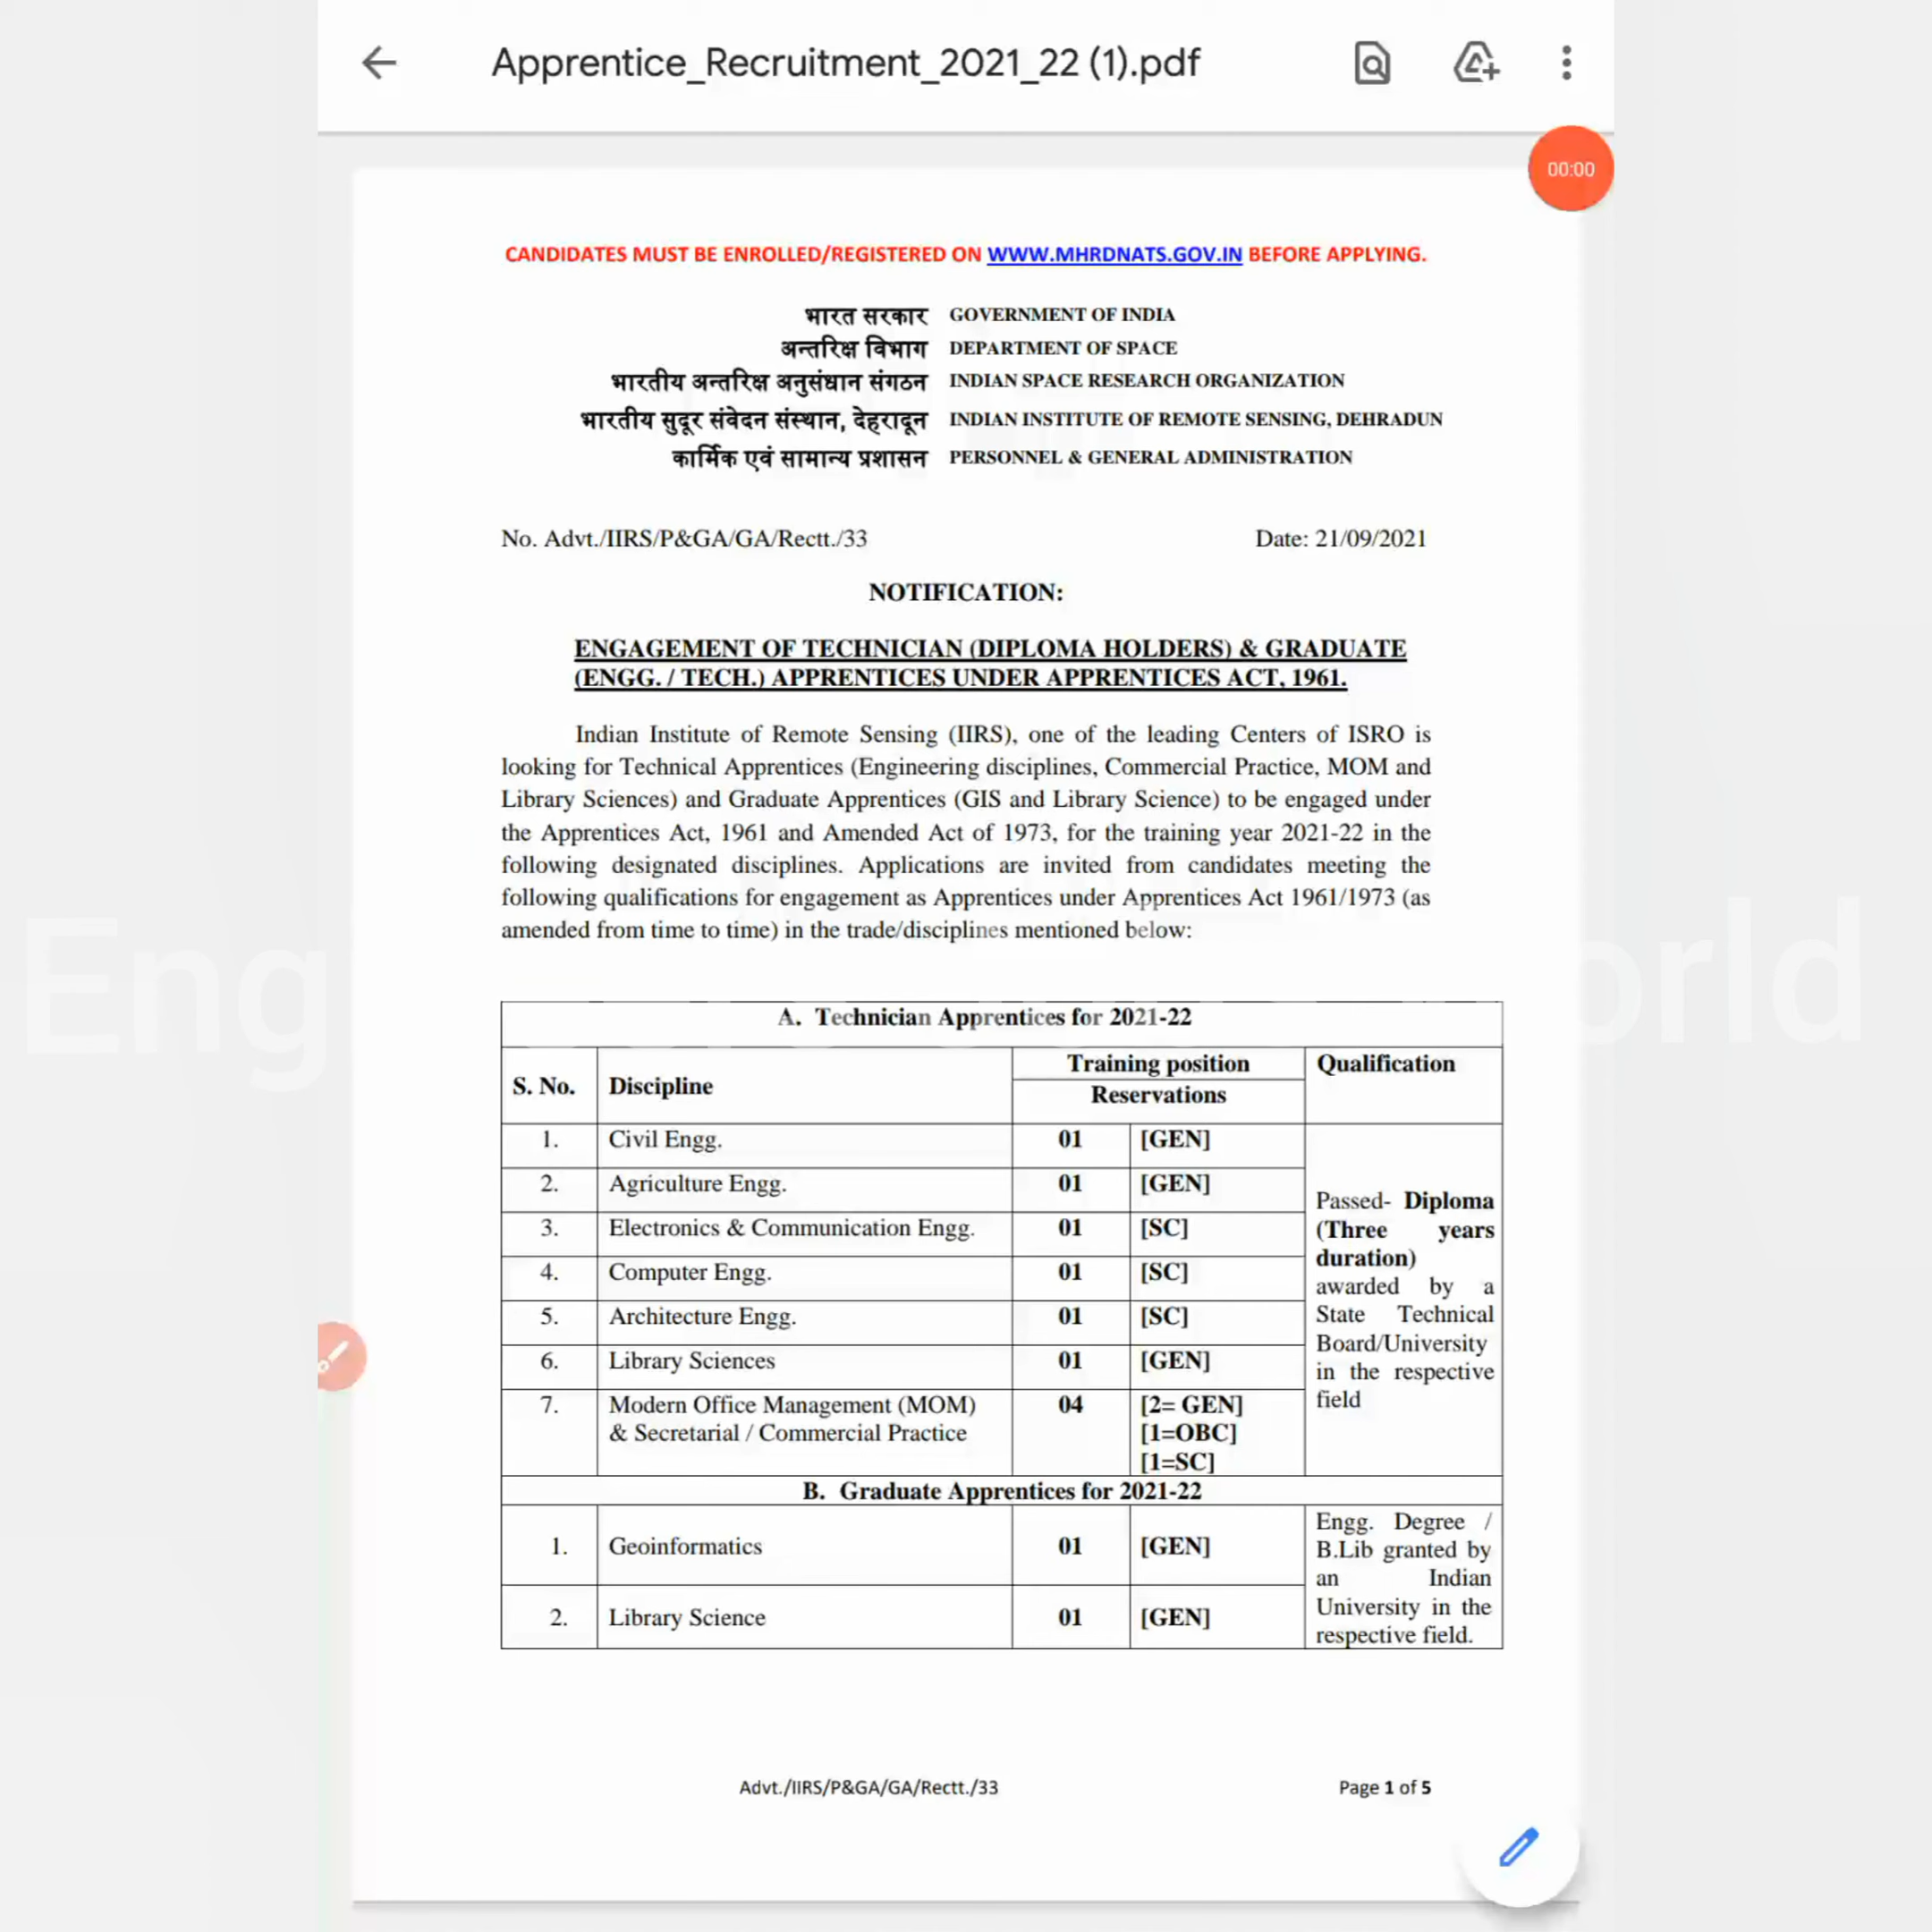 Apprentice_Recruitment_2021_22 (1).pdf
00:00
CANDIDATES MUST BE ENROLLED/REGISTERED ON WWW.MHRDNATS.GOV.IN BEFORE APPLYING.
भारत सरकार GOVERNMENT OF INDIA
अन्तरिक्ष विभाग DEPARTMENT OF SPACE
भारतीय अन्तरिक्ष अनुसंधान संगठन INDIAN SPACE RESEARCH ORGANIZATION
भारतीय सुदूर संवेदन संस्थान, देहरादून INDIAN INSTITUTE OF REMOTE SENSING, DEHRADUN
कार्मिक एवं सामान्य प्रशासन PERSONNEL & GENERAL ADMINISTRATION
No. Advt./IIRS/P&GA/GA/Rectt./33 Date: 21/09/2021
NOTIFICATION:
ENGAGEMENT OF TECHNICIAN (DIPLOMA HOLDERS) & GRADUATE
(ENGG. / TECH.) APPRENTICES UNDER APPRENTICES ACT, 1961.
Indian Institute of Remote Sensing (IIRS), one of the leading Centers of ISRO is
looking for Technical Apprentices (Engineering disciplines, Commercial Practice, MOM and
Library Sciences) and Graduate Apprentices (GIS and Library Science) to be engaged under
the Apprentices Act, 1961 and Amended Act of 1973, for the training year 2021-22 in the
following designated disciplines. Applications are invited from candidates meeting the
following qualifications for engagement as Apprentices under Apprentices Act 1961/1973 (as
amended from time to time) in the trade/disciplines mentioned below:
Eng
orld
A. Technician Apprentices for 2021-22
S. No. Discipline Training position Qualification
Reservations
1. Civil Engg. 01 [GEN]
2. Agriculture Engg. 01 [GEN]
3. Electronics & Communication Engg. 01 [SC]
4. Computer Engg. 01 [SC]
5. Architecture Engg. 01 [SC]
6. Library Sciences 01 [GEN]
7. Modern Office Management (MOM) 04 [2= GEN]
& Secretarial / Commercial Practice [1=OBC]
[1=SC]
Passed- Diploma
(Three years
duration)
awarded by a
State Technical
Board/University
in the respective
field
B. Graduate Apprentices for 2021-22
1. Geoinformatics 01 [GEN]
2. Library Science 01 [GEN]
Engg. Degree /
B.Lib granted by
an Indian
University in the
respective field.
Advt./IIRS/P&GA/GA/Rectt./33 Page 1 of 5